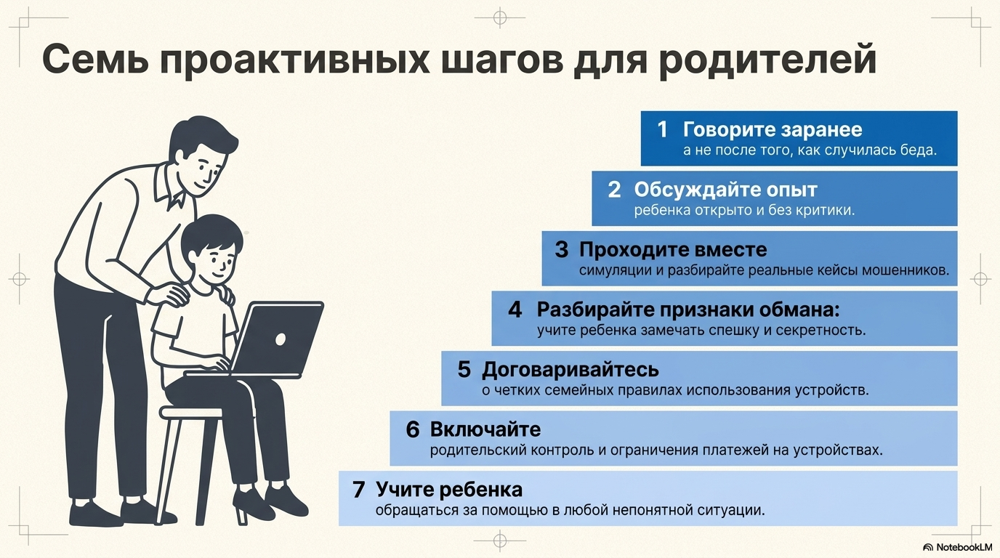 Семь проактивных шагов для родителей
1 Говорите заранее
а не после того, как случилась беда.
2 Обсуждайте опыт
ребенка открыто и без критики.
3 Проходите вместе
симуляции и разбирайте реальные кейсы мошенников.
4 Разбирайте признаки обмана:
учите ребенка замечать спешку и секретность.
5 Договаривайтесь
о четких семейных правилах использования устройств.
6 Включайте
родительский контроль и ограничения платежей на устройствах.
7 Учите ребенка
обращаться за помощью в любой непонятной ситуации.
NotebookLM